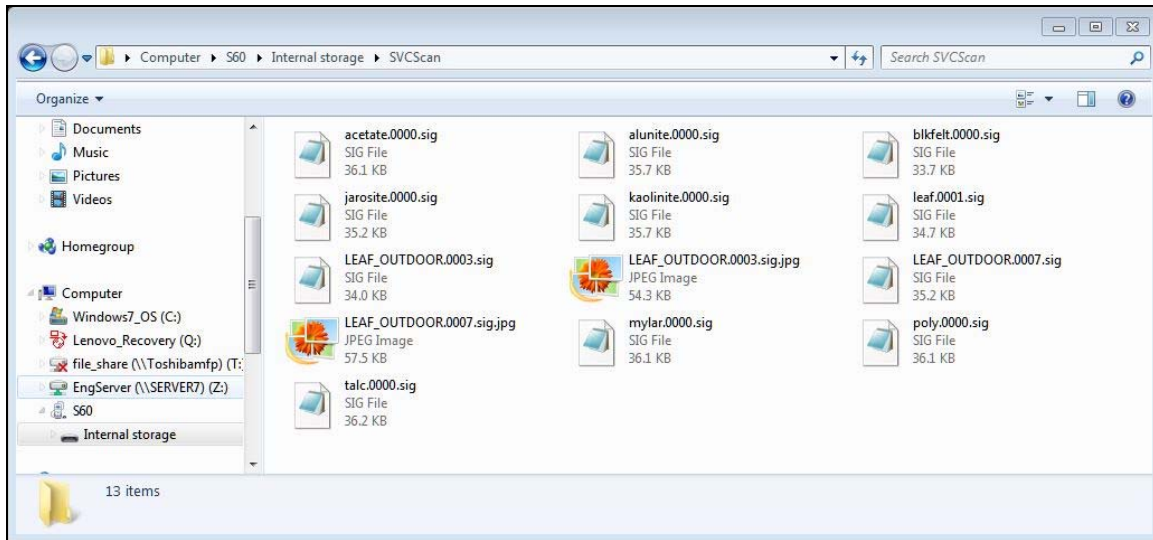 Computer S60 Internal storage SVCScan
Search SVCScan
Organize
Documents
Music
Pictures
Videos
Homegroup
Computer
Windows7_OS (C:)
Lenovo_Recovery (Q:)
file_share (\\Toshibamfp) (T:
EngServer (\\SERVER7) (Z:)
S60
Internal storage
acetate.0000.sig
SIG File
36.1 KB
alunite.0000.sig
SIG File
35.7 KB
blkfelt.0000.sig
SIG File
33.7 KB
jarosite.0000.sig
SIG File
35.2 KB
kaolinite.0000.sig
SIG File
35.7 KB
leaf.0001.sig
SIG File
34.7 KB
LEAF_OUTDOOR.0003.sig
SIG File
34.0 KB
LEAF_OUTDOOR.0003.sig.jpg
JPEG Image
54.3 KB
LEAF_OUTDOOR.0007.sig
SIG File
35.2 KB
LEAF_OUTDOOR.0007.sig.jpg
JPEG Image
57.5 KB
mylar.0000.sig
SIG File
36.1 KB
poly.0000.sig
SIG File
36.1 KB
talc.0000.sig
SIG File
36.2 KB
13 items